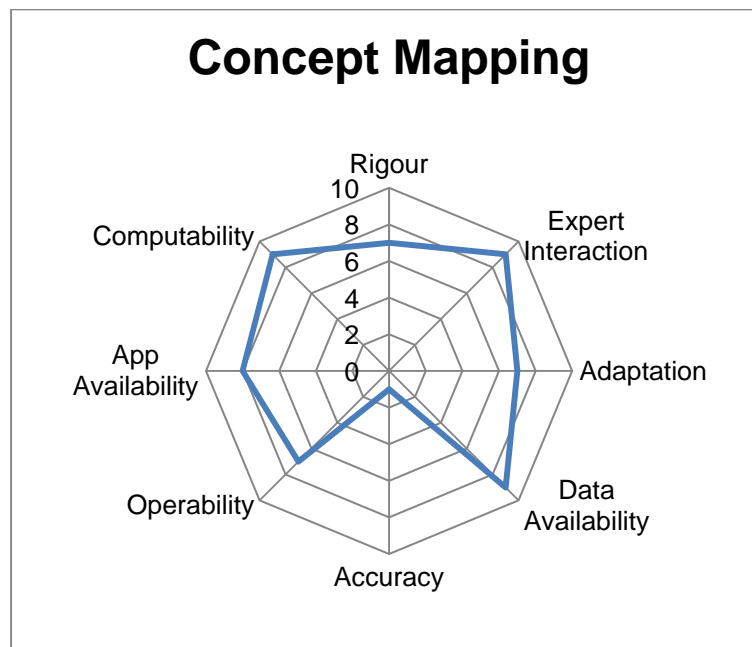 Concept Mapping
Rigour
10
8
6
4
2
0
Expert
Interaction
Adaptation
Data
Availability
Accuracy
Operability
App
Availability
Computability